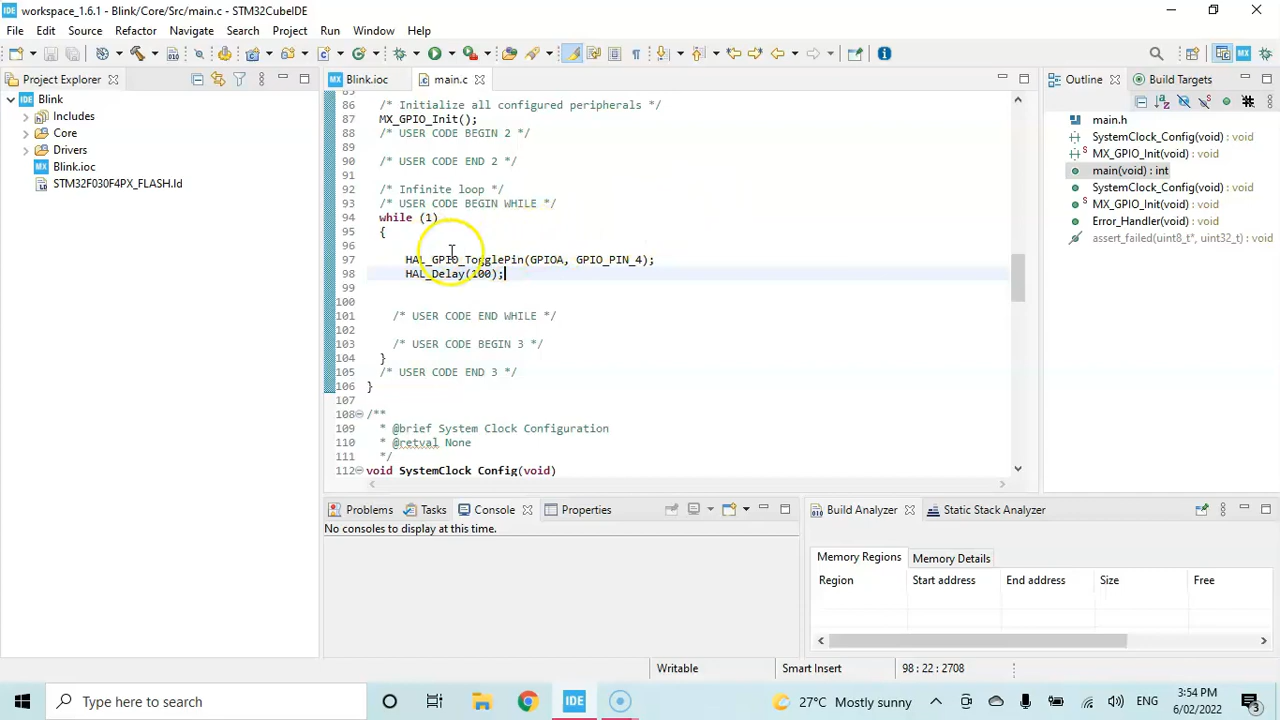 workspace_1.6.1 - Blink/Core/Src/main.c - STM32CubeIDE
File Edit Source Refactor Navigate Search Project Run Window Help
Project Explorer
Blink
Includes
Core
Drivers
Blink.ioc
STM32F030F4PX_FLASH.ld
Blink.ioc
main.c
85
86 /* Initialize all configured peripherals */
87 MX_GPIO_Init();
88 /* USER CODE BEGIN 2 */
89
90 /* USER CODE END 2 */
91
92 /* Infinite loop */
93 /* USER CODE BEGIN WHILE */
94 while (1)
95 {
96
97 HAL_GPIO_TogglePin(GPIOA, GPIO_PIN_4);
98 HAL_Delay(100);
99
100
101 /* USER CODE END WHILE */
102
103 /* USER CODE BEGIN 3 */
104 }
105 /* USER CODE END 3 */
106 }
107
108 /**
109 * @brief System Clock Configuration
110 * @retval None
111 */
112 void SystemClock_Config(void)
Outline
Build Targets
main.h
SystemClock_Config(void) : void
MX_GPIO_Init(void) : void
main(void) : int
SystemClock_Config(void) : void
MX_GPIO_Init(void) : void
Error_Handler(void) : void
assert_failed(uint8_t*, uint32_t) : void
Problems Tasks Console Properties
No consoles to display at this time.
Build Analyzer Static Stack Analyzer
Memory Regions Memory Details
Region Start address End address Size Free
Writable Smart Insert 98 : 22 : 2708
Type here to search
27°C Mostly sunny
ENG
3:54 PM
6/02/2022
3